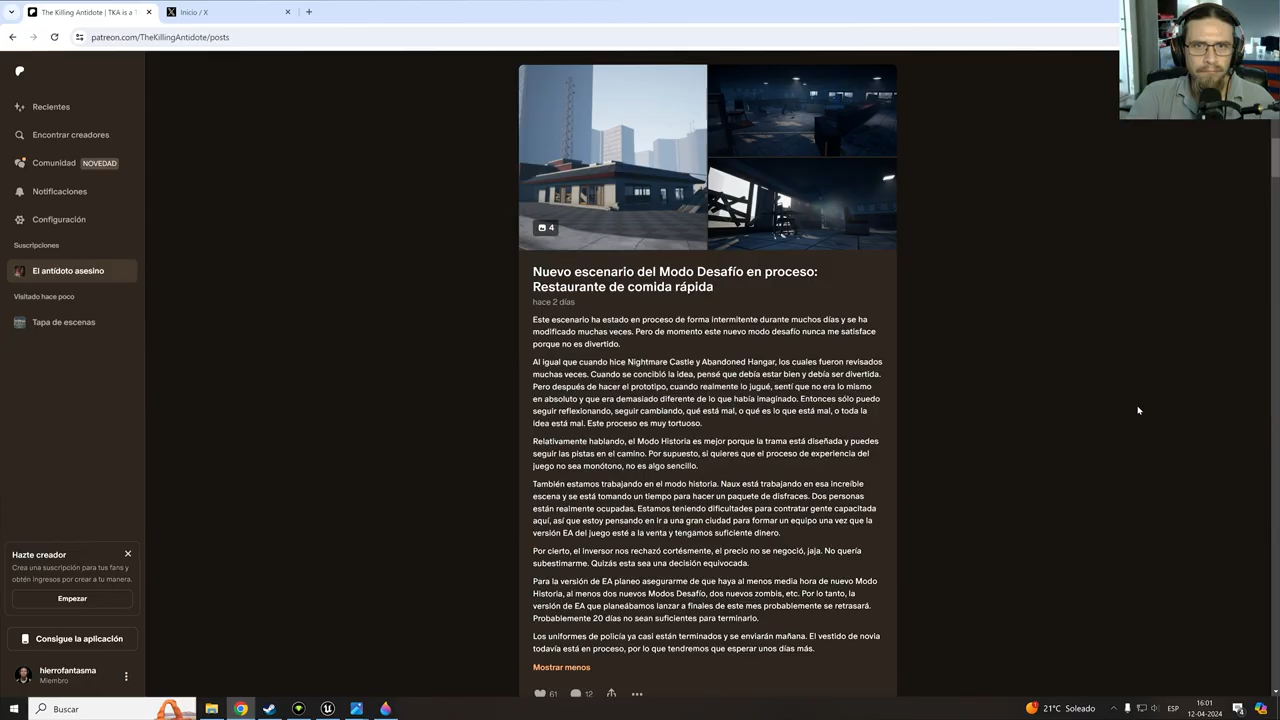 The Killing Antidote | TKA is a
Inicio / X
patreon.com/TheKillingAntidote/posts
Recientes
Encontrar creadores
Comunidad NOVEDAD
Notificaciones
Configuración
Suscripciones
El antídoto asesino
Visitado hace poco
Tapa de escenas
Hazte creador
Crea una suscripción para tus fans y
obtén ingresos por crear a tu manera.
Empezar
Consigue la aplicación
hierrofantasma
Miembro
4
Nuevo escenario del Modo Desafío en proceso:
Restaurante de comida rápida
hace 2 días
Este escenario ha estado en proceso de forma intermitente durante muchos días y se ha
modificado muchas veces. Pero de momento este nuevo modo desafío nunca me satisface
porque no es divertido.
Al igual que cuando hice Nightmare Castle y Abandoned Hangar, los cuales fueron revisados
muchas veces. Cuando se concibió la idea, pensé que debía estar bien y debía ser divertida.
Pero después de hacer el prototipo, cuando realmente lo jugué, sentí que no era lo mismo
en absoluto y que era demasiado diferente de lo que había imaginado. Entonces sólo puedo
seguir reflexionando, seguir cambiando, qué está mal, o qué es lo que está mal, o toda la
idea está mal. Este proceso es muy tortuoso.
Relativamente hablando, el Modo Historia es mejor porque la trama está diseñada y puedes
seguir las pistas en el camino. Por supuesto, si quieres que el proceso de experiencia del
juego no sea monótono, no es algo sencillo.
También estamos trabajando en el modo historia. Naux está trabajando en esa increíble
escena y se está tomando un tiempo para hacer un paquete de disfraces. Dos personas
están realmente ocupadas. Estamos teniendo dificultades para contratar gente capacitada
aquí, así que estoy pensando en ir a una gran ciudad para formar un equipo una vez que la
versión EA del juego esté a la venta y tengamos suficiente dinero.
Por cierto, el inversor nos rechazó cortésmente, el precio no se negoció, jaja. No quería
subestimarme. Quizás esta sea una decisión equivocada.
Para la versión de EA planeo asegurarme de que haya al menos media hora de nuevo Modo
Historia, al menos dos nuevos Modos Desafío, dos nuevos zombis, etc. Por lo tanto, la
versión de EA que planeábamos lanzar a finales de este mes probablemente se retrasará.
Probablemente 20 días no sean suficientes para terminarlo.
Los uniformes de policía ya casi están terminados y se enviarán mañana. El vestido de novia
todavía está en proceso, por lo que tendremos que esperar unos días más.
Mostrar menos
61 12
Buscar
21°C Soleado
ESP
16:01
12-04-2024